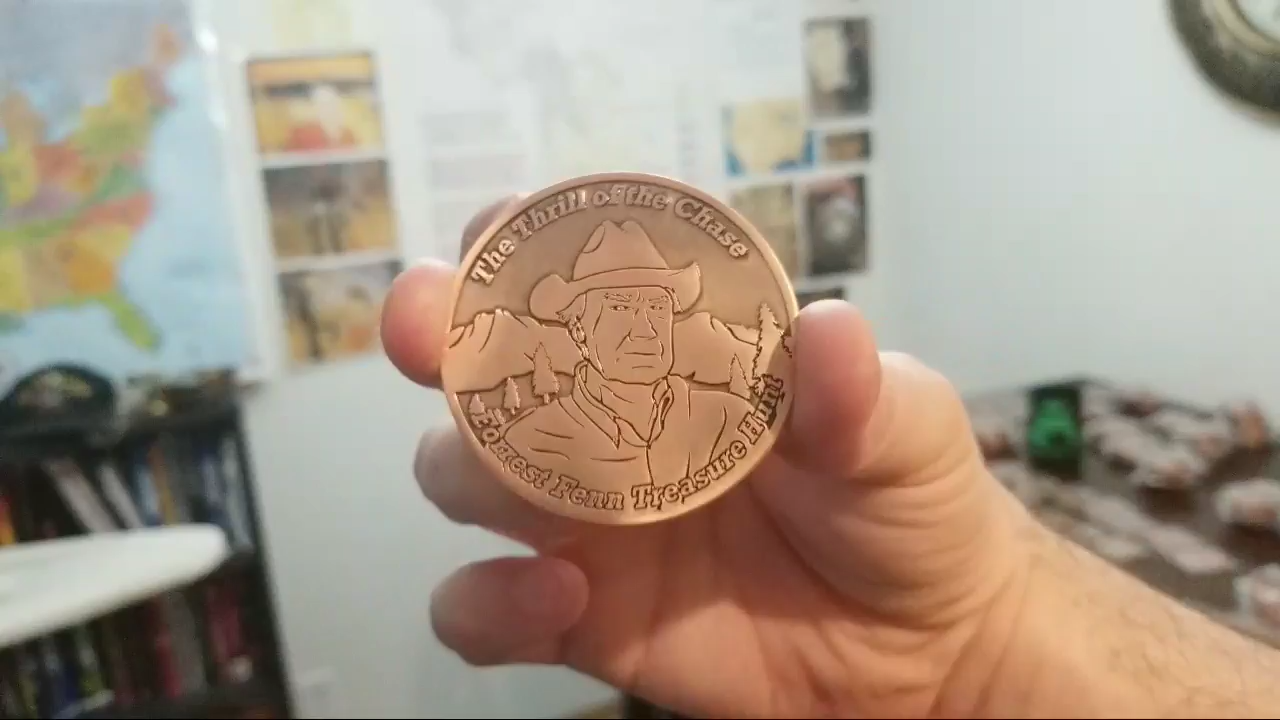 The Thrill of the Chase
Forrest Fenn Treasure Hunt